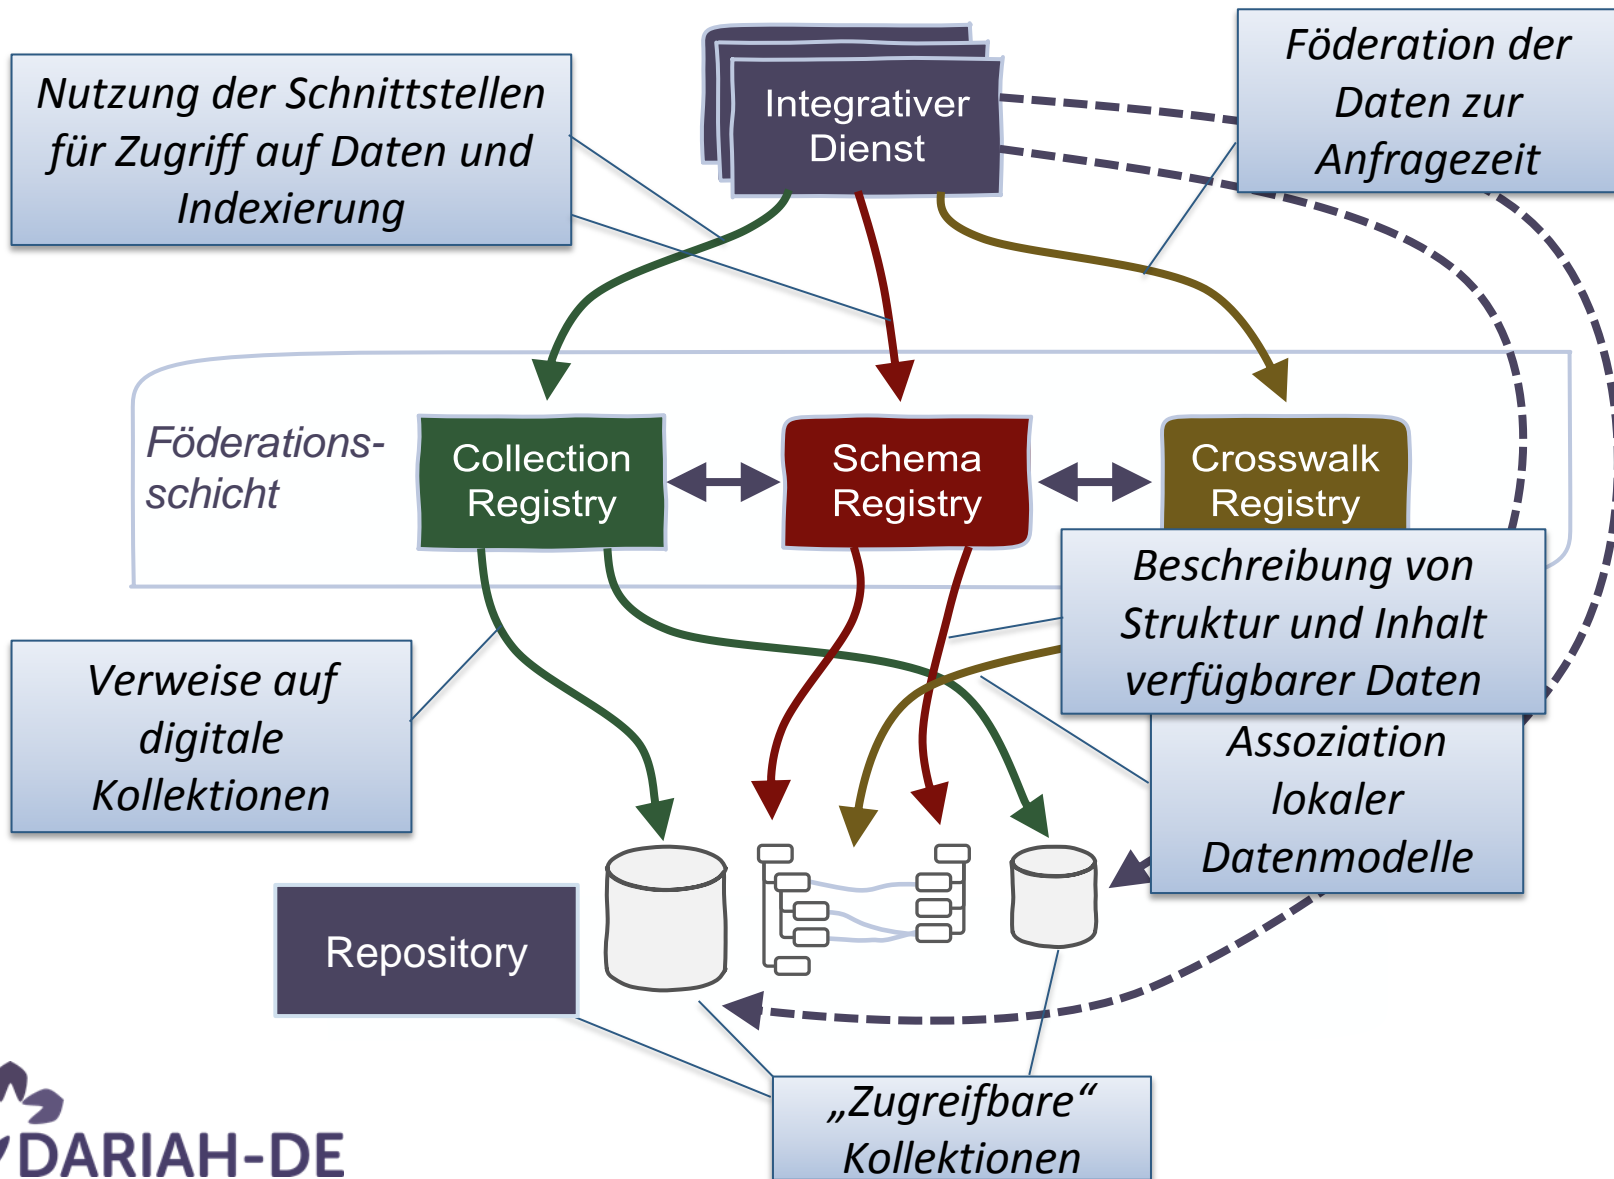 Nutzung der Schnittstellen
für Zugriff auf Daten und
Indexierung
Integrativer
Dienst
Föderation der
Daten zur
Anfragezeit
Föderations-
schicht
Collection
Registry
Schema
Registry
Crosswalk
Registry
Beschreibung von
Struktur und Inhalt
verfügbarer Daten
Verweise auf
digitale
Kollektionen
Assoziation
lokaler
Datenmodelle
Repository
„Zugreifbare“
Kollektionen
DARIAH-DE